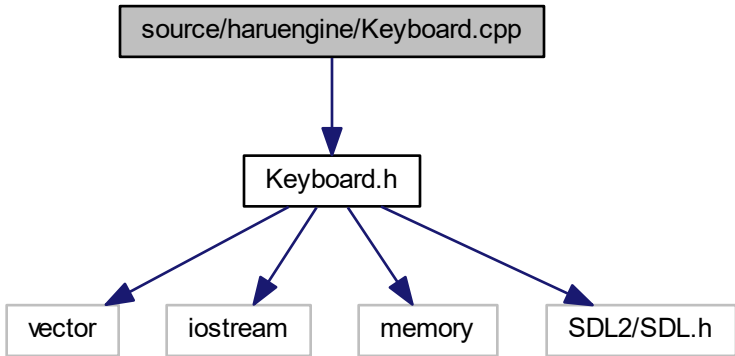 source/haruengine/Keyboard.cpp
Keyboard.h
vector
iostream
memory
SDL2/SDL.h